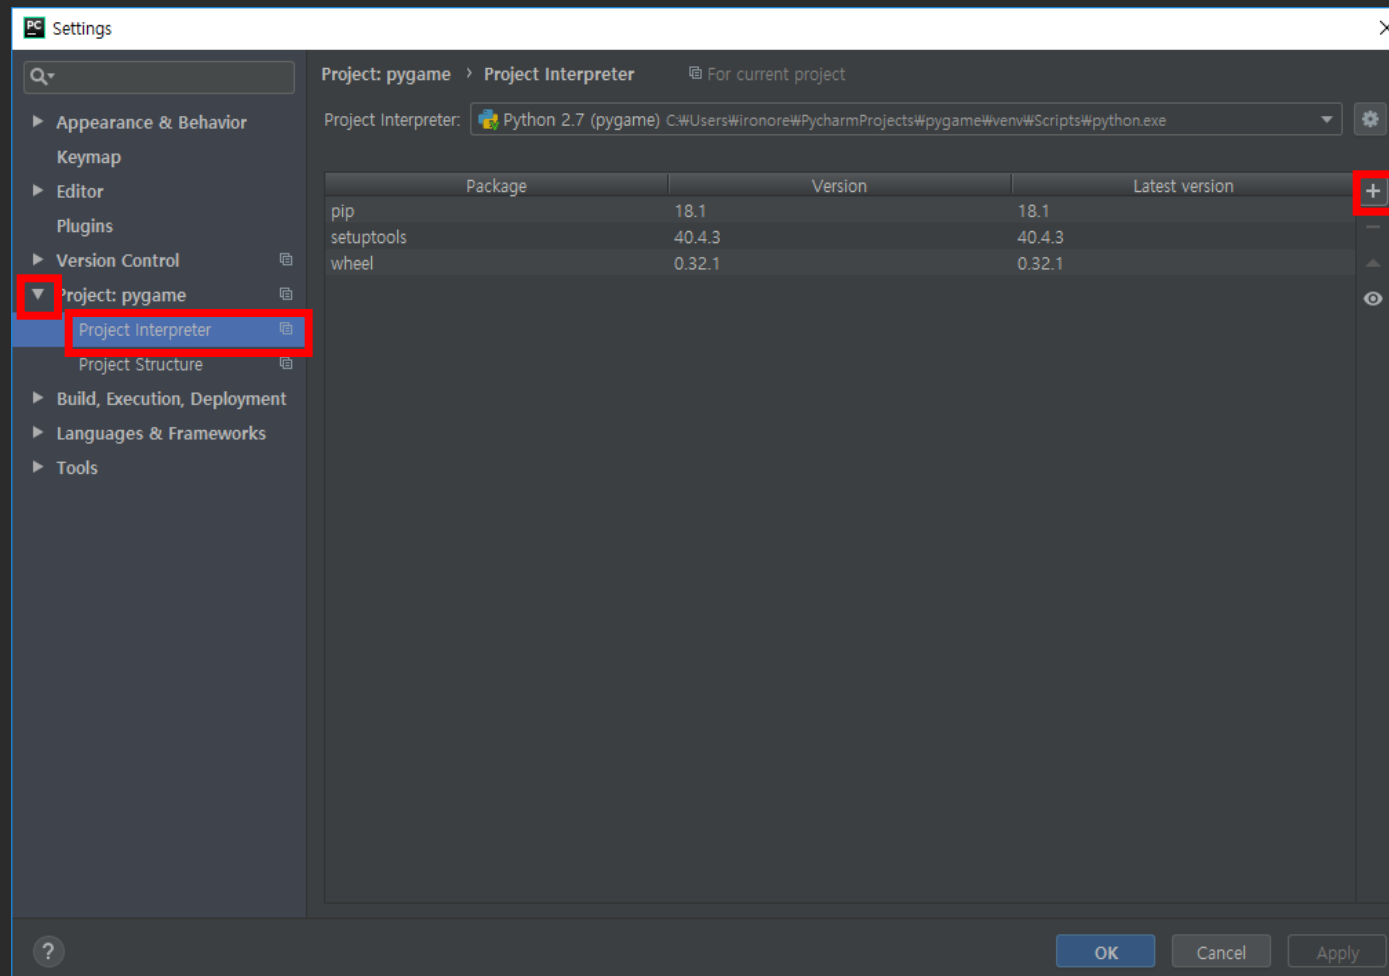 PC Settings
Project: pygame › Project Interpreter For current project
Project Interpreter: Python 2.7 (pygame) C:₩Users₩ironore₩PycharmProjects₩pygame₩venv₩Scripts₩python.exe
Appearance & Behavior
Keymap
Editor
Plugins
Version Control
Project: pygame
Project Interpreter
Project Structure
Build, Execution, Deployment
Languages & Frameworks
Tools
Package Version Latest version
pip 18.1 18.1
setuptools 40.4.3 40.4.3
wheel 0.32.1 0.32.1
? OK Cancel Apply